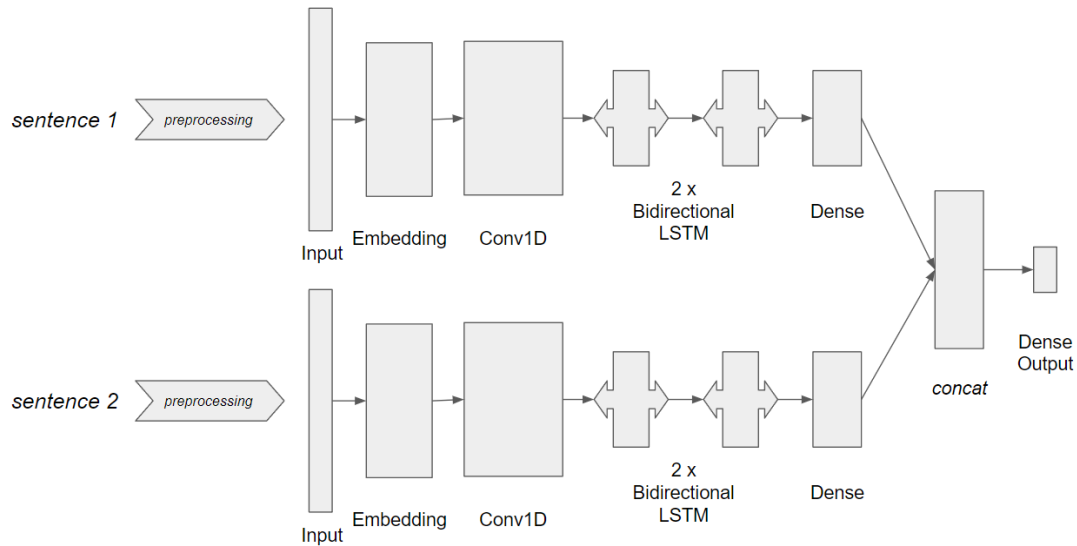 sentence 1
preprocessing
Input
Embedding
Conv1D
2 x
Bidirectional
LSTM
Dense
sentence 2
preprocessing
Input
Embedding
Conv1D
2 x
Bidirectional
LSTM
Dense
concat
Dense
Output